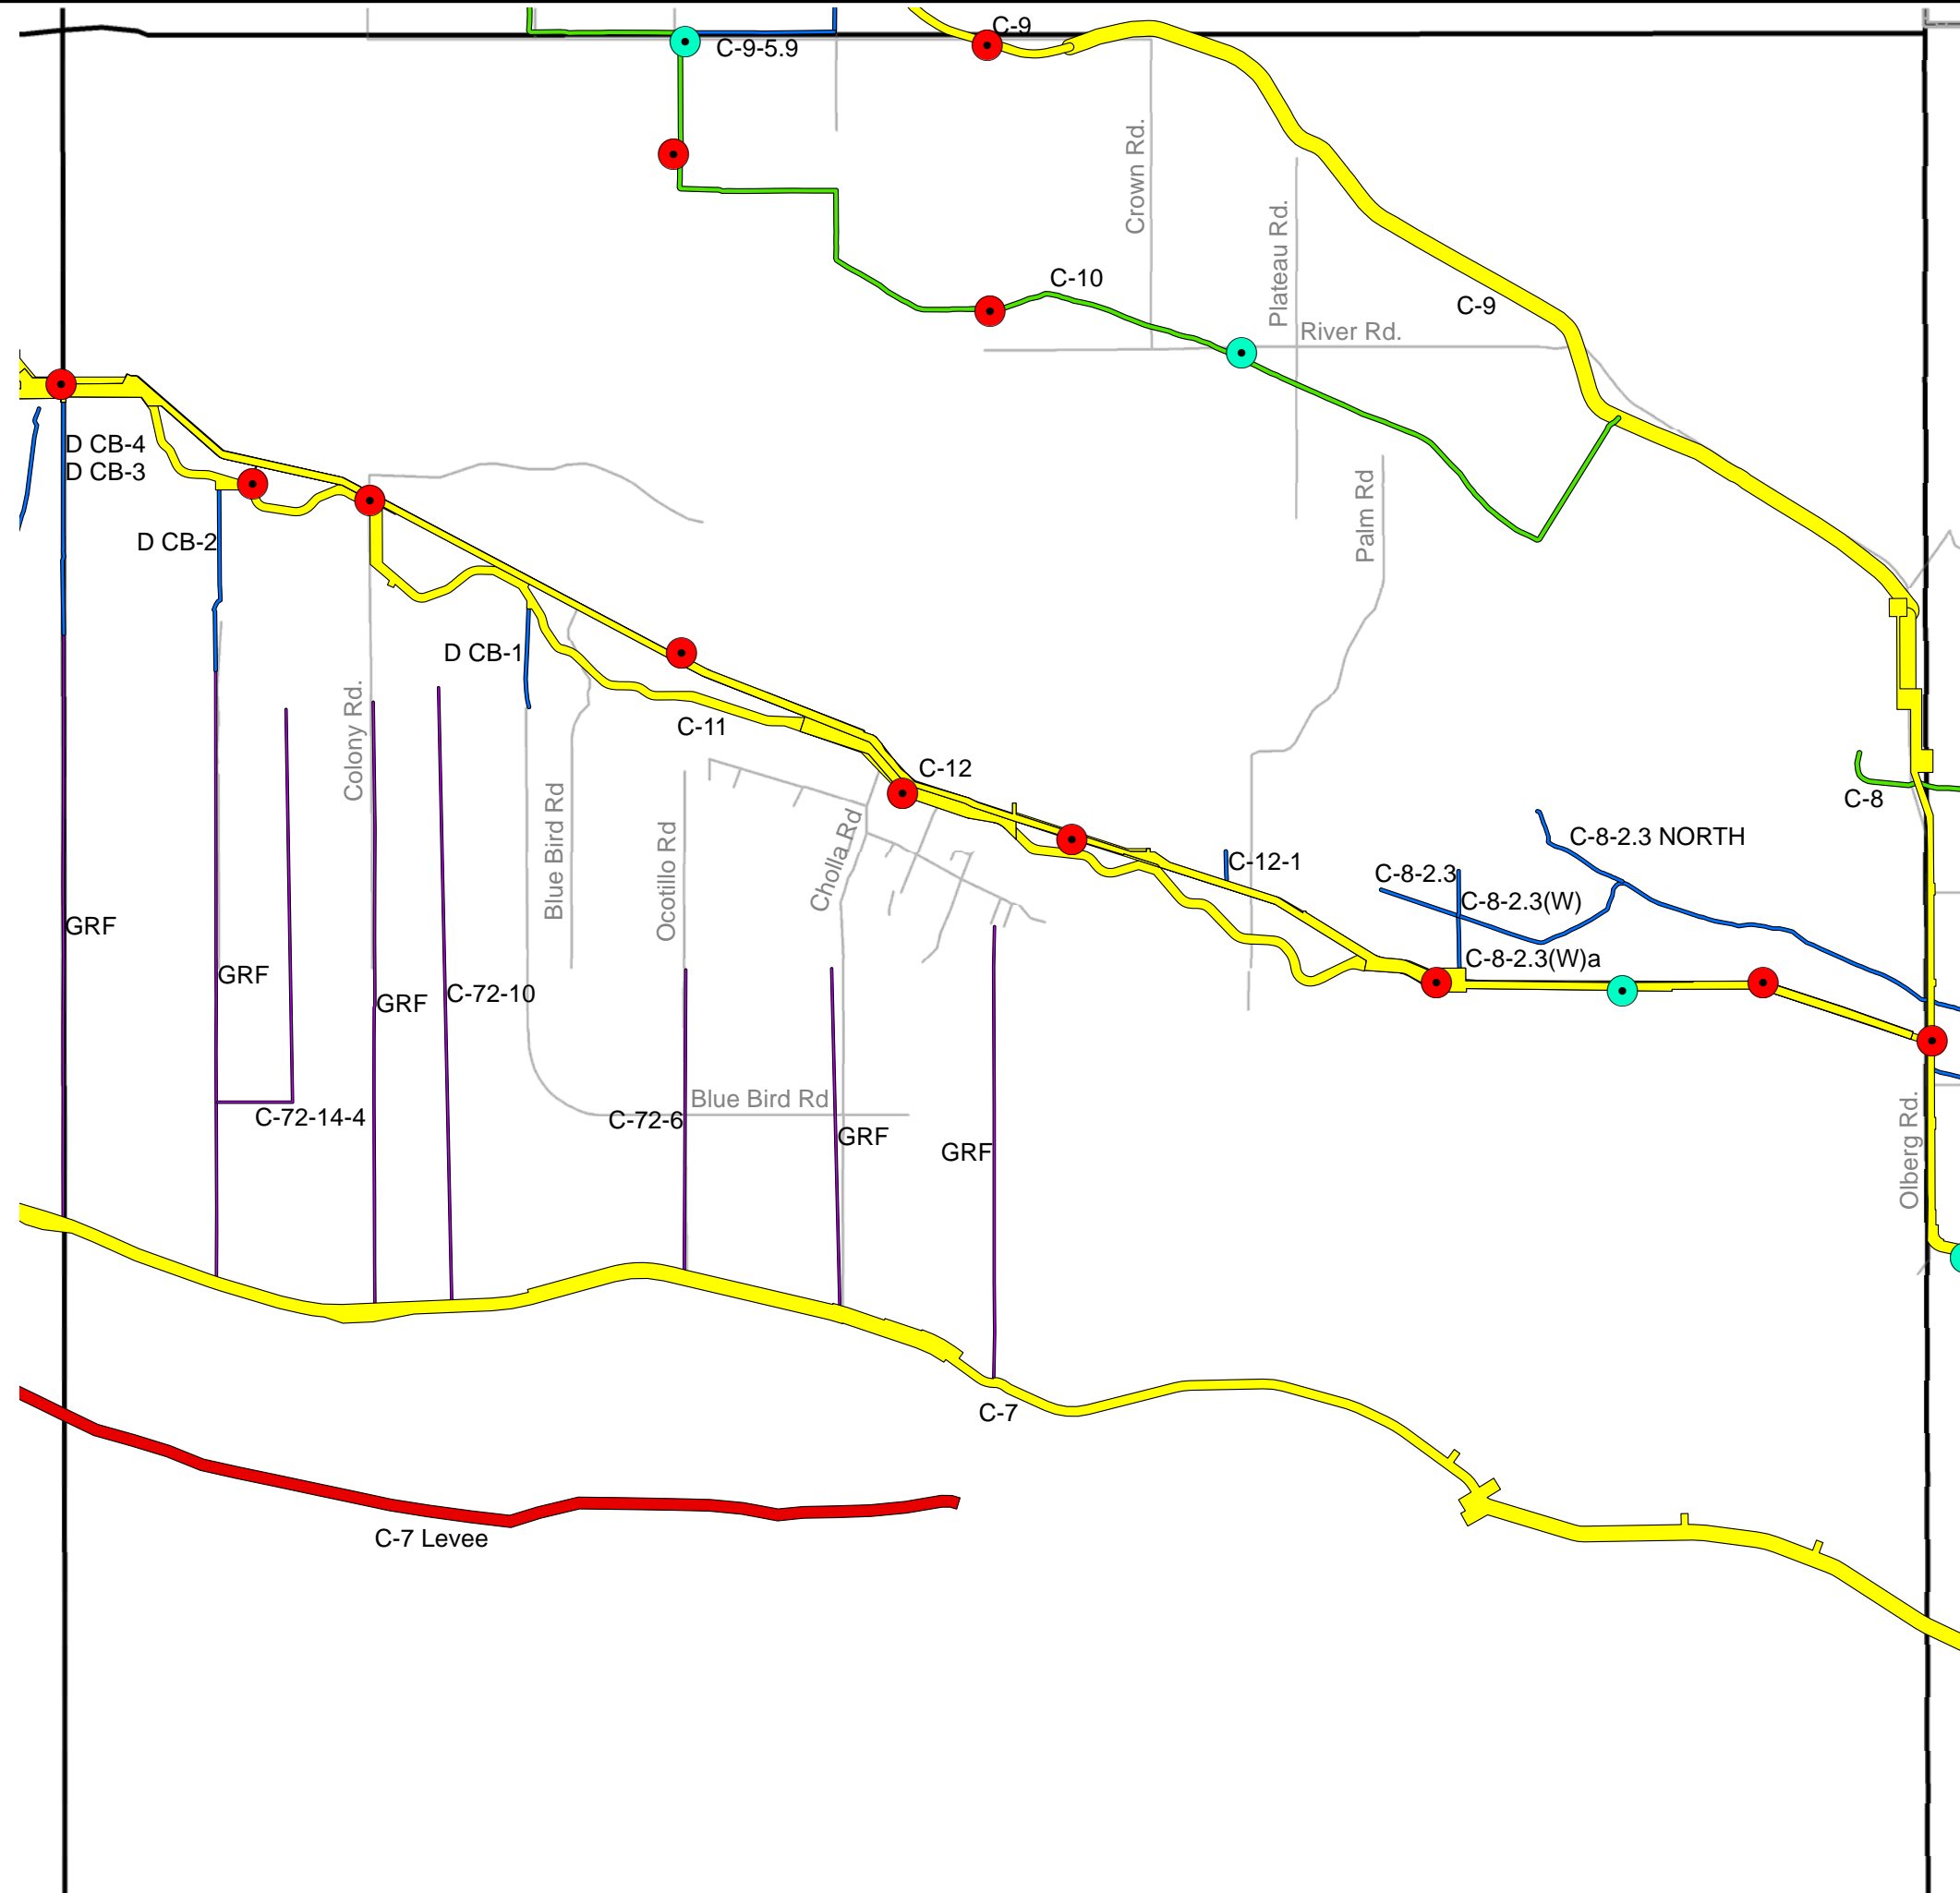 C-9
C-9-5.9
Crown Rd.
Plateau Rd.
C-10
C-9
River Rd.
D CB-4
D CB-3
D CB-2
Palm Rd
D CB-1
Colony Rd.
C-11
C-12
C-8
Blue Bird Rd
Ocotillo Rd
Cholla Rd
C-12-1
C-8-2.3 NORTH
C-8-2.3
C-8-2.3(W)
GRF
C-8-2.3(W)a
GRF
GRF
C-72-10
Blue Bird Rd
C-72-14-4
C-72-6
GRF
GRF
Olberg Rd.
C-7
C-7 Levee